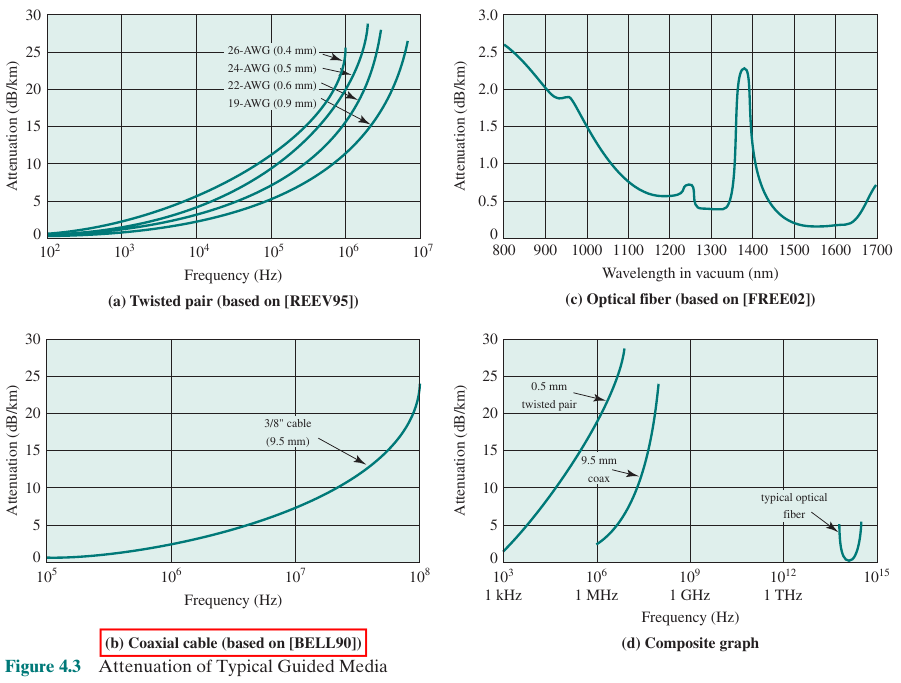 30
25
20
15
10
5
0
Attenuation (dB/km)
26-AWG (0.4 mm)
24-AWG (0.5 mm)
22-AWG (0.6 mm)
19-AWG (0.9 mm)
10² 10³ 10⁴ 10⁵ 10⁶ 10⁷
Frequency (Hz)
(a) Twisted pair (based on [REEV95])
3.0
2.5
2.0
1.5
1.0
0.5
0
Attenuation (dB/km)
800 900 1000 1100 1200 1300 1400 1500 1600 1700
Wavelength in vacuum (nm)
(c) Optical fiber (based on [FREE02])
30
25
20
15
10
5
0
Attenuation (dB/km)
3/8" cable
(9.5 mm)
10⁵ 10⁶ 10⁷ 10⁸
Frequency (Hz)
(b) Coaxial cable (based on [BELL90])
30
25
20
15
10
5
0
Attenuation (dB/km)
0.5 mm
twisted pair
9.5 mm
coax
typical optical
fiber
10³ 10⁶ 10⁹ 10¹² 10¹⁵
1 kHz 1 MHz 1 GHz 1 THz
Frequency (Hz)
(d) Composite graph
Figure 4.3 Attenuation of Typical Guided Media